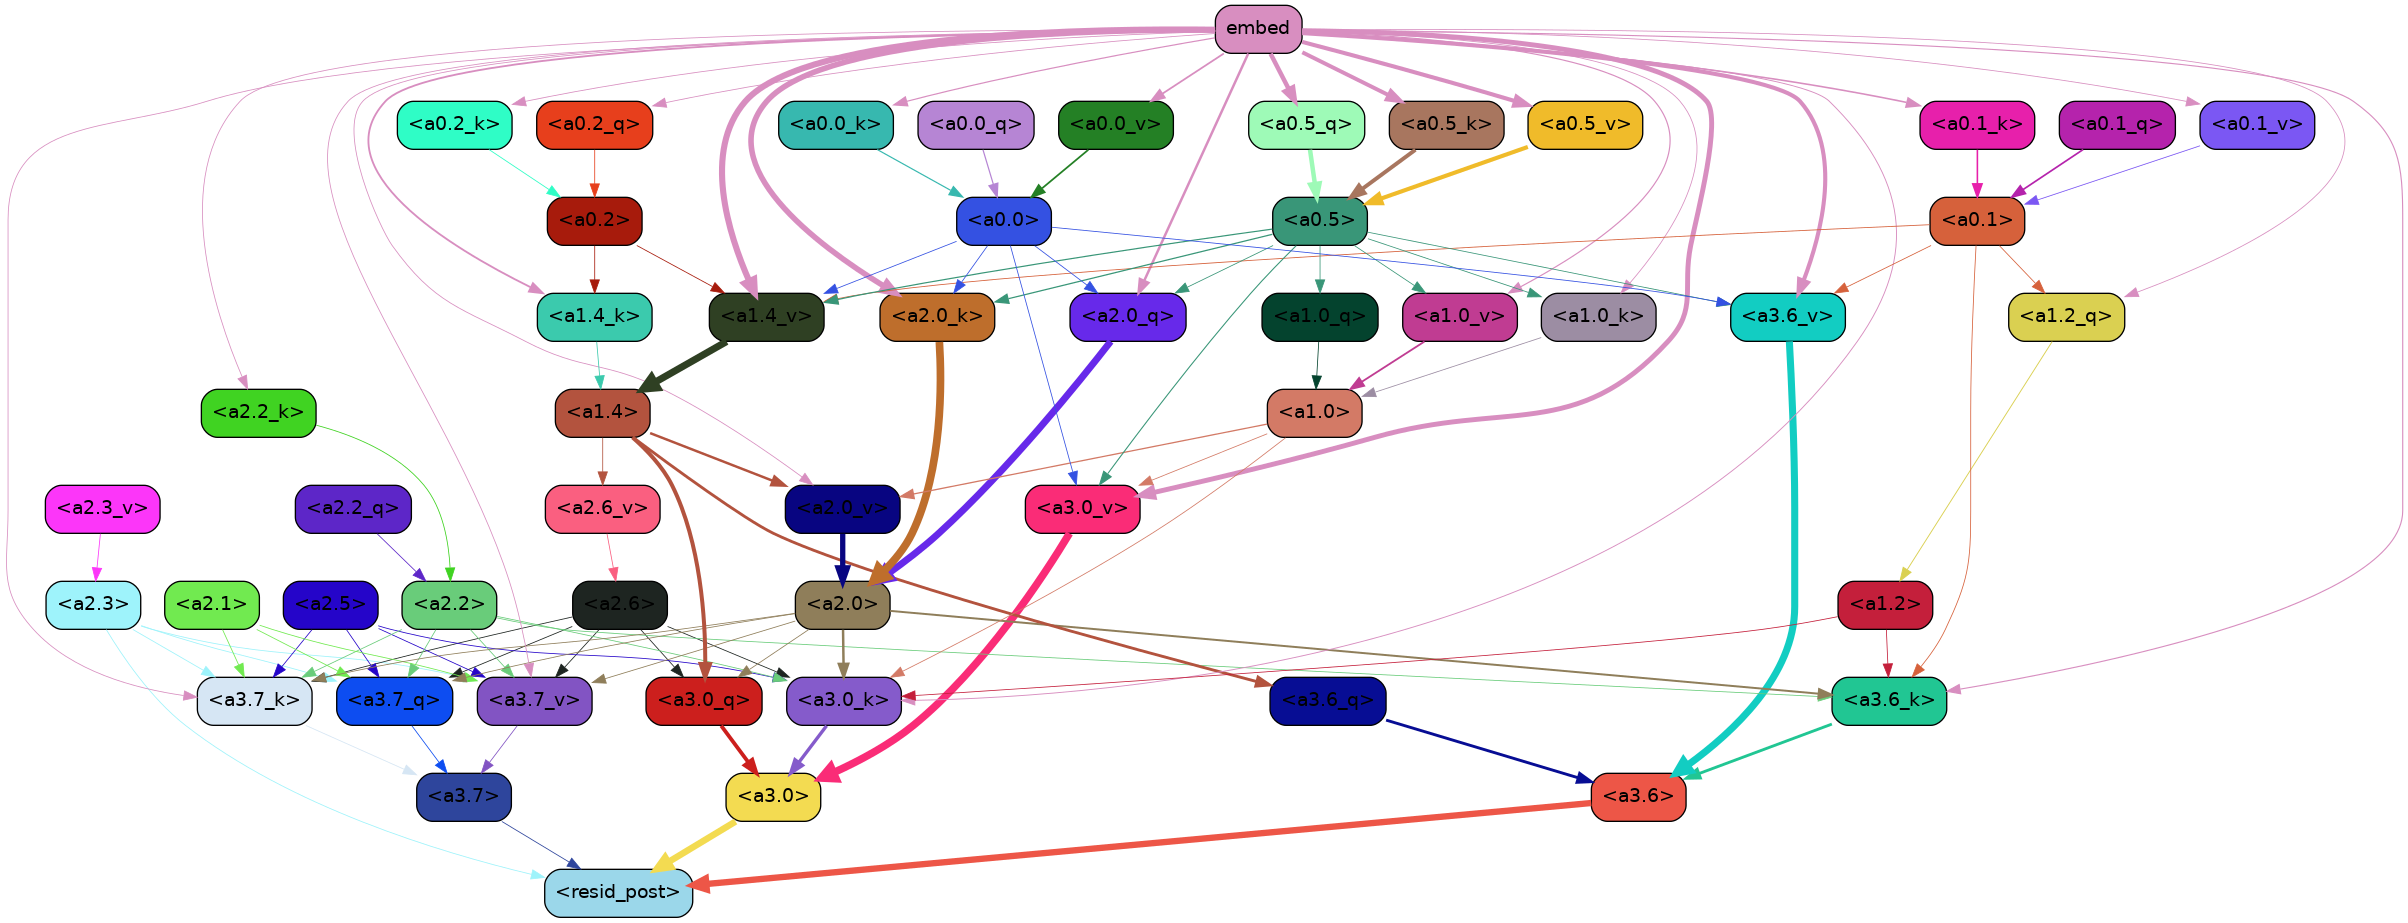 embed
<a0.2_k>
<a0.2_q>
<a0.0_k>
<a0.0_q>
<a0.0_v>
<a0.5_q>
<a0.5_k>
<a0.5_v>
<a0.1_k>
<a0.1_q>
<a0.1_v>
<a0.2>
<a0.0>
<a0.5>
<a0.1>
<a1.4_k>
<a1.4_v>
<a2.0_k>
<a2.0_q>
<a1.0_q>
<a1.0_v>
<a1.0_k>
<a3.6_v>
<a1.2_q>
<a2.2_k>
<a1.4>
<a1.0>
<a2.3_v>
<a2.2_q>
<a2.6_v>
<a2.0_v>
<a3.0_v>
<a2.3>
<a2.1>
<a2.5>
<a2.2>
<a2.6>
<a2.0>
<a1.2>
<a3.7_k>
<a3.7_q>
<a3.7_v>
<a3.0_q>
<a3.0_k>
<a3.6_q>
<a3.6_k>
<a3.7>
<a3.0>
<a3.6>
<resid_post>